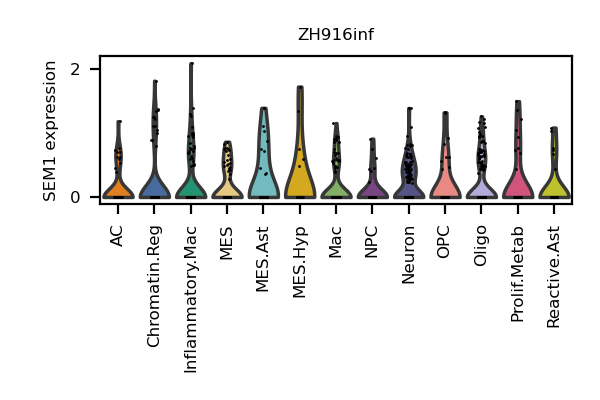 ZH916inf
SEM1 expression
2
0
AC
Chromatin.Reg
Inflammatory.Mac
MES
MES.Ast
MES.Hyp
Mac
NPC
Neuron
OPC
Oligo
Prolif.Metab
Reactive.Ast